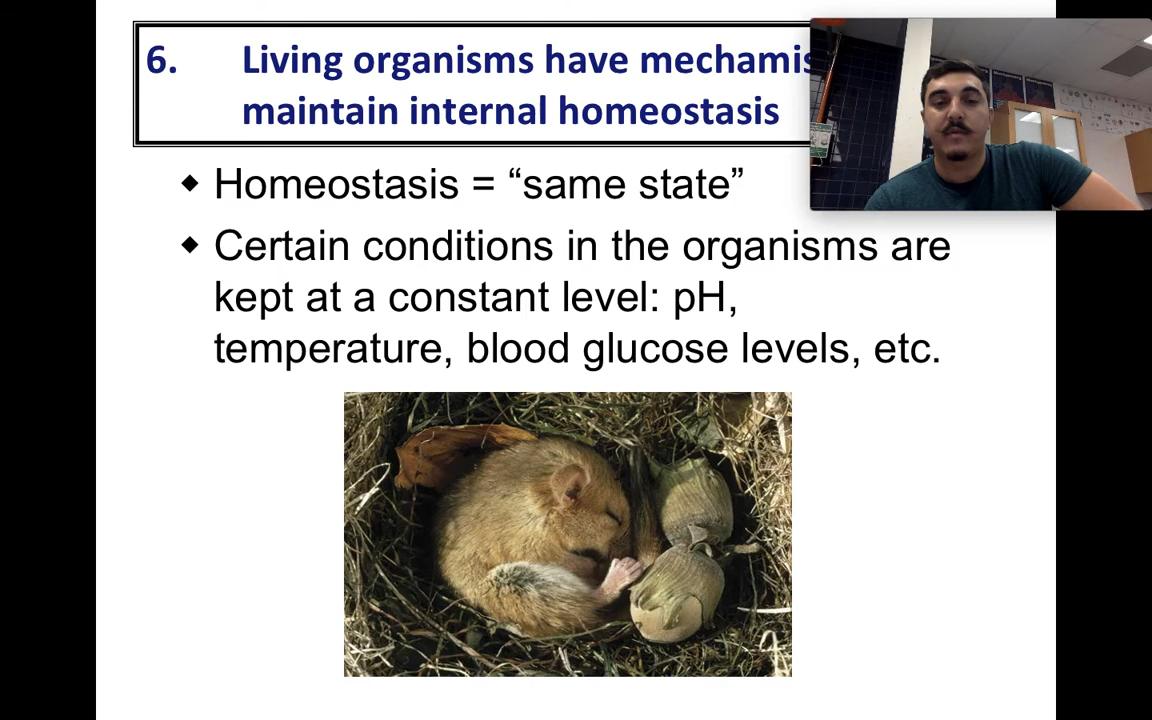 6. Living organisms have
maintain internal homeostasis
◆ Homeostasis = “same state”
◆ Certain conditions in the organisms are
kept at a constant level: pH,
temperature, blood glucose levels, etc.